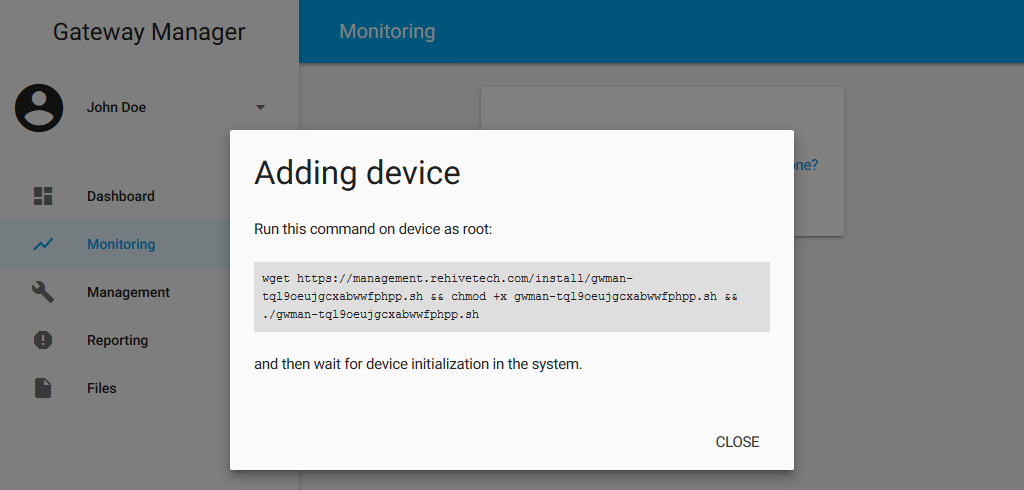 Gateway Manager
Monitoring
John Doe
Dashboard
Monitoring
Management
Reporting
Files
Adding device
Run this command on device as root:
wget https://management.rehivetech.com/install/gwman-
tql9oeujgcxabwwfphpp.sh && chmod +x gwman-tql9oeujgcxabwwfphpp.sh &&
./gwman-tql9oeujgcxabwwfphpp.sh
and then wait for device initialization in the system.
CLOSE